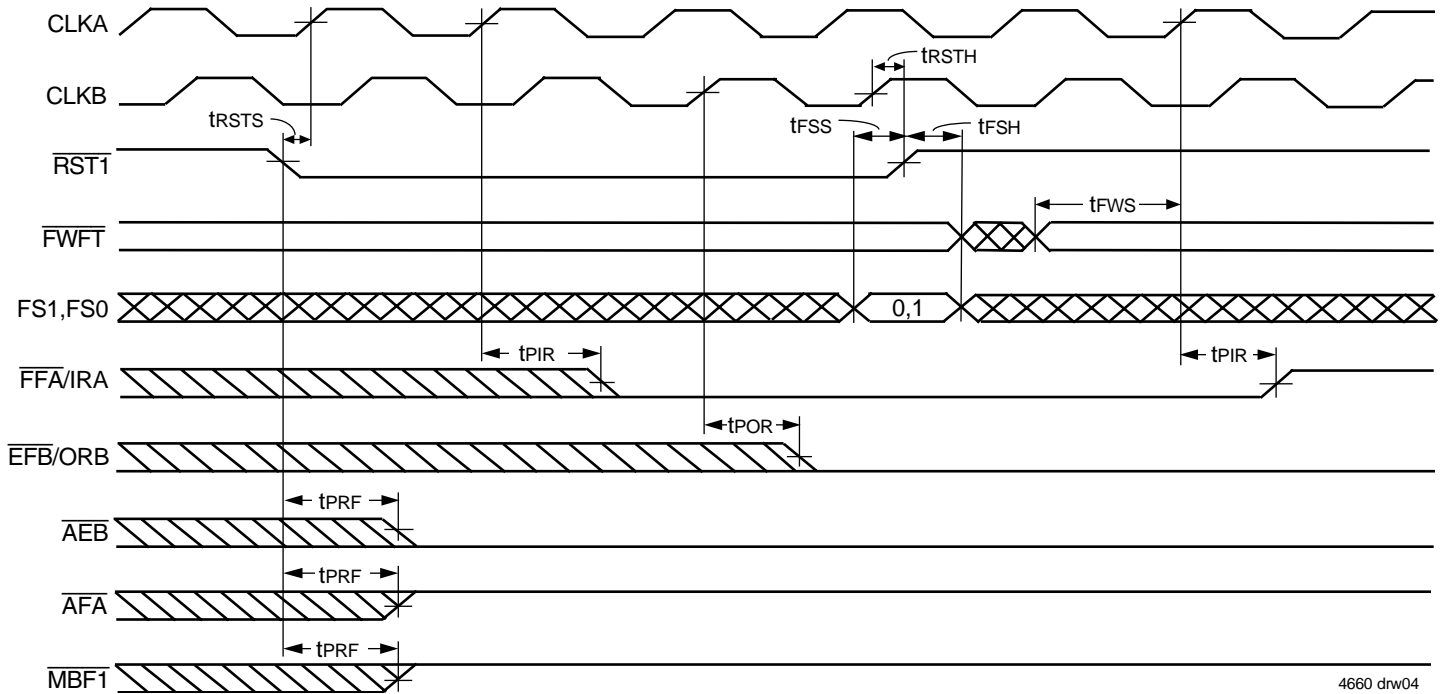 CLKA
tRSTH
CLKB
tRSTS
tFSS
tFSH
RST1
tFWS
FWFT
FS1,FS0
0,1
tPIR
tPIR
FFA/IRA
tPOR
EFB/ORB
tPRF
AEB
tPRF
AFA
tPRF
MBF1
4660 drw04